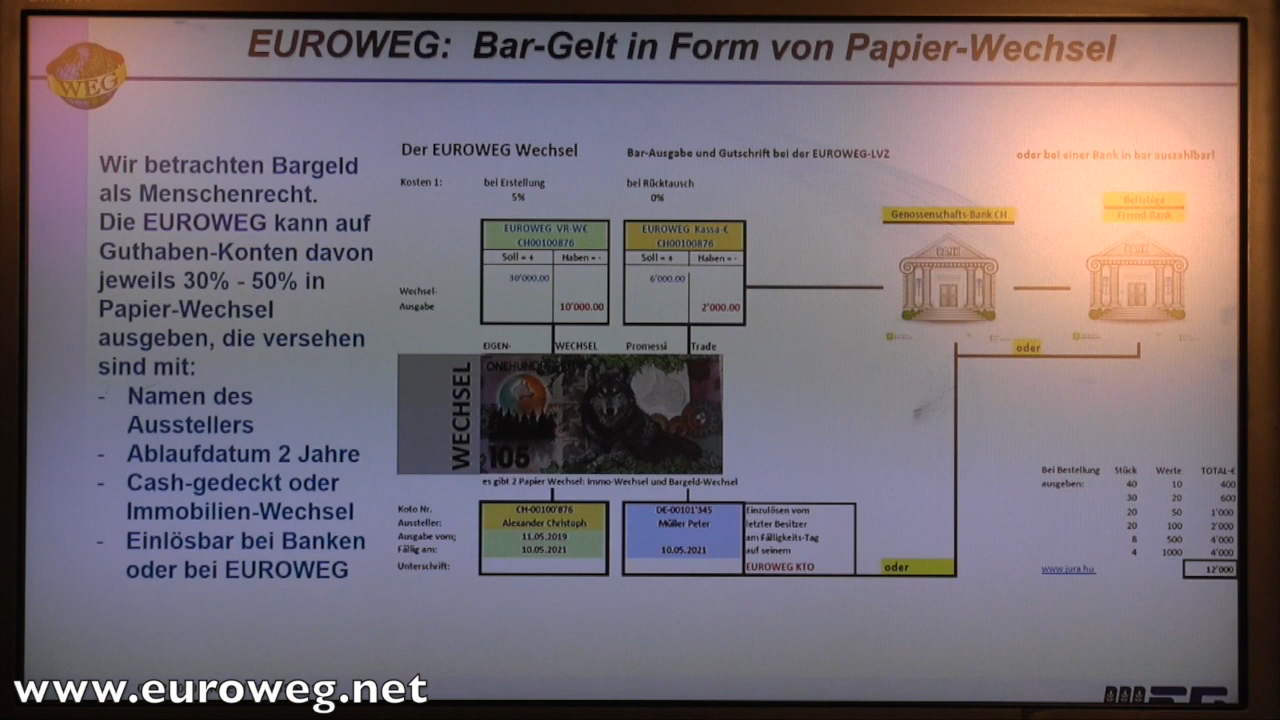 EUROWEG: Bar-Gelt in Form von Papier-Wechsel
WEG
Wir betrachten Bargeld
als Menschenrecht.
Die EUROWEG kann auf
Guthaben-Konten davon
jeweils 30% - 50% in
Papier-Wechsel
ausgeben, die versehen
sind mit:
- Namen des
Ausstellers
- Ablaufdatum 2 Jahre
- Cash-gedeckt oder
Immobilien-Wechsel
- Einlösbar bei Banken
oder bei EUROWEG
Der EUROWEG Wechsel
Bar-Ausgabe und Gutschrift bei der EUROWEG-LVZ
oder bei einer Bank in bar auszahlbar!
Kosten 1: bei Erstellung bei Rücktausch
5% 0%
EUROWEG VR-W€ EUROWEG Kassa-€
CH00100876 CH00100876
Soll = + Haben = - Soll = + Haben = -
30'000.00 6'000.00
Wechsel-
Ausgabe 10'000.00 2'000.00
Genossenschafts-Bank CH
Beliebige
Fremd-Bank
BANK
BANK
oder
EIGEN- WECHSEL Promessi Trade
WECHSEL
105
es gibt 2 Papier Wechsel: Immo-Wechsel und Bargeld-Wechsel
Koto Nr. CH-00100'876 DE-00101'345 Einzulösen vom
Aussteller: Alexander Christoph Müller Peter letzter Besitzer
Ausgabe vom; 11.05.2019 am Fälligkeits-Tag
Fällig am: 10.05.2021 10.05.2021 auf seinem
Unterschrift: EUROWEG KTO
oder
Bei Bestellung Stück Werte TOTAL-€
ausgeben: 40 10 400
30 20 600
20 50 1'000
20 100 2'000
8 500 4'000
4 1000 4'000
www.jura.hu 12'000
www.euroweg.net